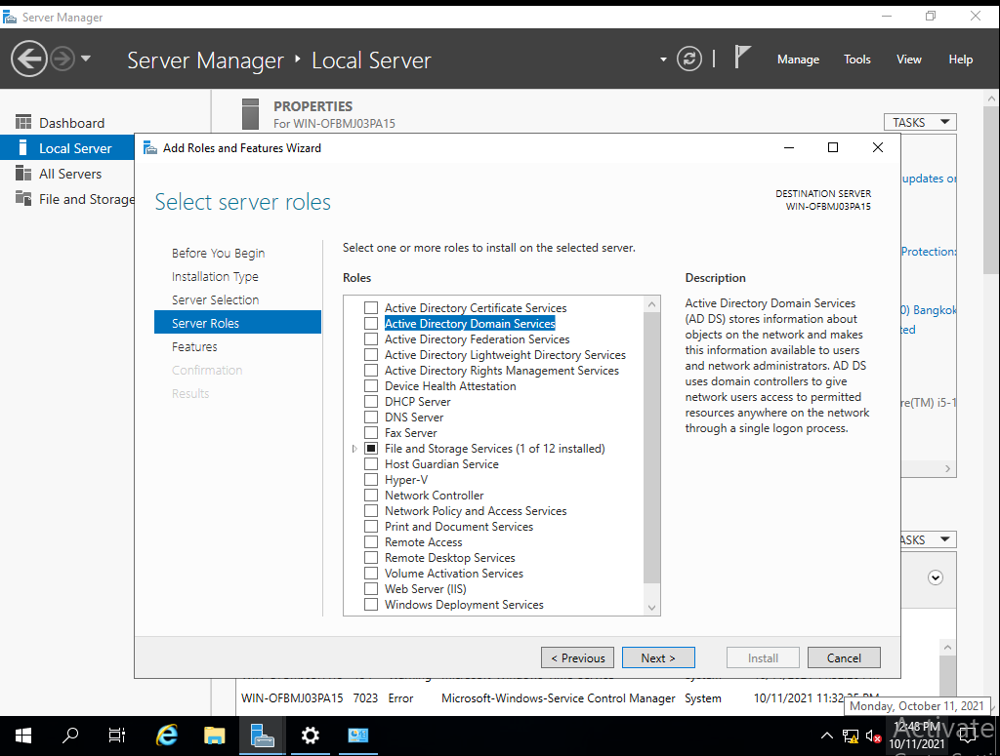 Server Manager
Server Manager ‣ Local Server
Manage Tools View Help
Dashboard
Local Server
All Servers
File and Storage
PROPERTIES
For WIN-OFBMJ03PA15
TASKS
Add Roles and Features Wizard
Select server roles
DESTINATION SERVER
WIN-OFBMJ03PA15
Before You Begin
Installation Type
Server Selection
Server Roles
Features
Confirmation
Results
Select one or more roles to install on the selected server.
Roles
Active Directory Certificate Services
Active Directory Domain Services
Active Directory Federation Services
Active Directory Lightweight Directory Services
Active Directory Rights Management Services
Device Health Attestation
DHCP Server
DNS Server
Fax Server
File and Storage Services (1 of 12 installed)
Host Guardian Service
Hyper-V
Network Controller
Network Policy and Access Services
Print and Document Services
Remote Access
Remote Desktop Services
Volume Activation Services
Web Server (IIS)
Windows Deployment Services
Description
Active Directory Domain Services
(AD DS) stores information about
objects on the network and makes
this information available to users
and network administrators. AD DS
uses domain controllers to give
network users access to permitted
resources anywhere on the network
through a single logon process.
updates
Protection:
0) Bangkok
re(TM) i5-1
ASKS
< Previous
Next >
Install
Cancel
WIN-OFBMJ03PA15 7023 Error Microsoft-Windows-Service Control Manager System 10/11/2021 11:32:25 PM
Monday, October 11, 2021
Activate
12:48 PM
10/11/2021